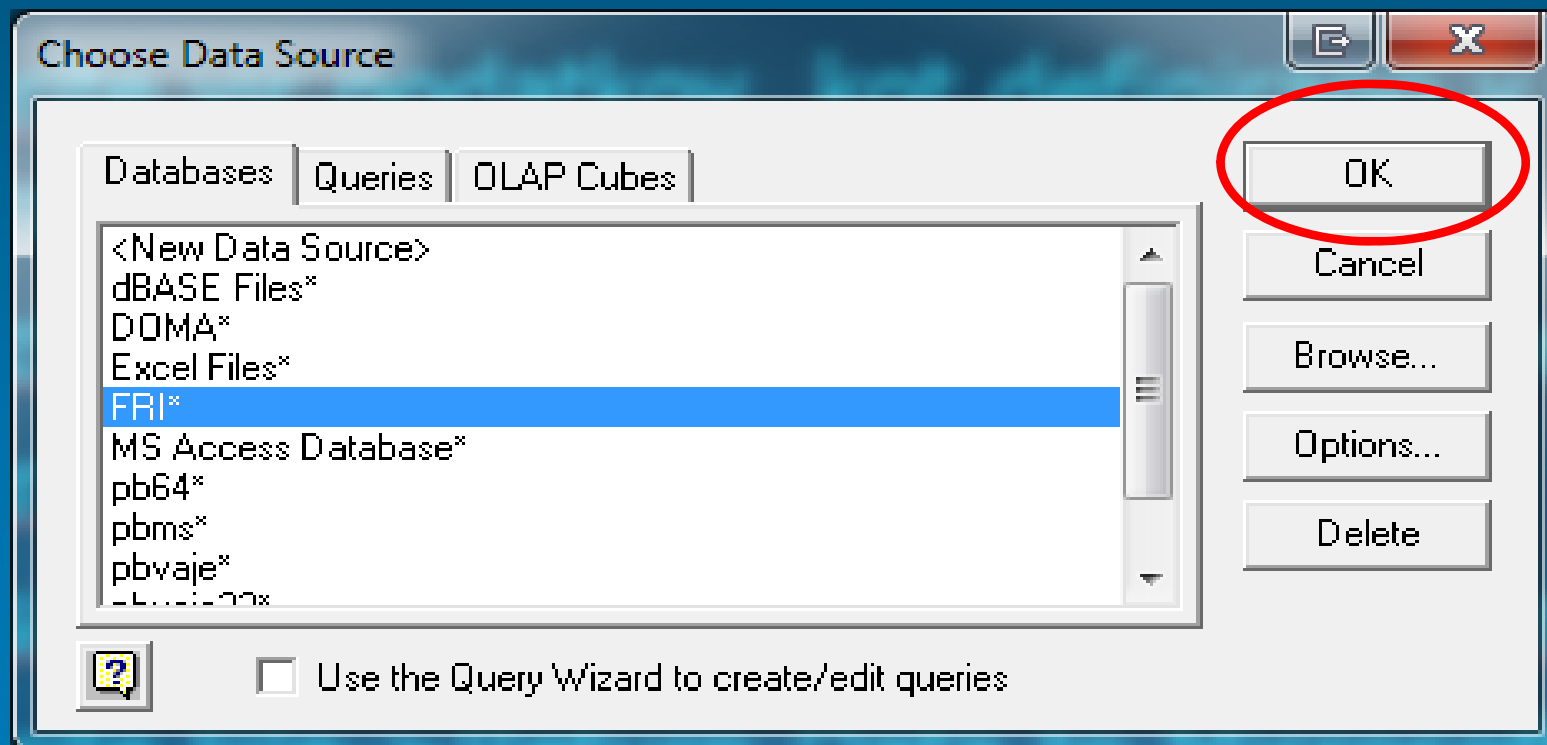 Choose Data Source
Databases
Queries
OLAP Cubes
<New Data Source>
dBASE Files*
DOMA*
Excel Files*
FRI*
MS Access Database*
pb64*
pbms*
pbvaje*
OK
Cancel
Browse...
Options...
Delete
Use the Query Wizard to create/edit queries